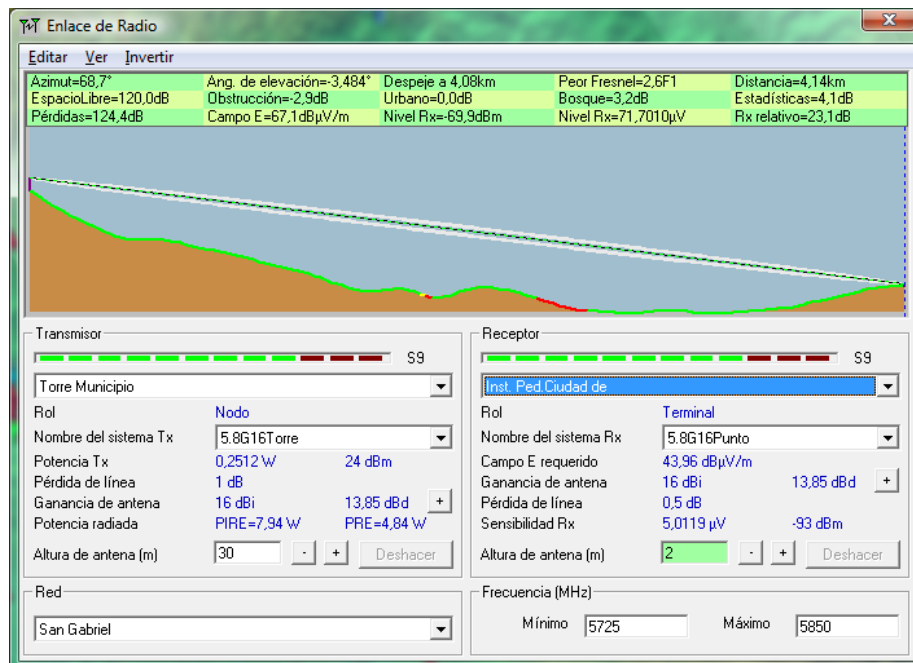 Enlace de Radio
Editar Ver Invertir
Azimut=68,7° Ang. de elevación=-3,484° Despeje a 4,08km Peor Fresnel=2,6F1 Distancia=4,14km
EspacioLibre=120,0dB Obstrucción=-2,9dB Urbano=0,0dB Bosque=3,2dB Estadísticas=4,1dB
Pérdidas=124,4dB Campo E=67,1dBµV/m Nivel Rx=-69,9dBm Nivel Rx=71,7010µV Rx relativo=23,1dB
Transmisor
S9
Torre Municipio
Rol Nodo
Nombre del sistema Tx 5.8G16Torre
Potencia Tx 0,2512 W 24 dBm
Pérdida de línea 1 dB
Ganancia de antena 16 dBi 13,85 dBd +
Potencia radiada PIRE=7,94 W PRE=4,84 W
Altura de antena (m) 30 - + Deshacer
Red
San Gabriel
Receptor
S9
Inst. Ped.Ciudad de
Rol Terminal
Nombre del sistema Rx 5.8G16Punto
Campo E requerido 43,96 dBµV/m
Ganancia de antena 16 dBi 13,85 dBd +
Pérdida de línea 0,5 dB
Sensibilidad Rx 5,0119 µV -93 dBm
Altura de antena (m) 2 - + Deshacer
Frecuencia (MHz)
Mínimo 5725 Máximo 5850